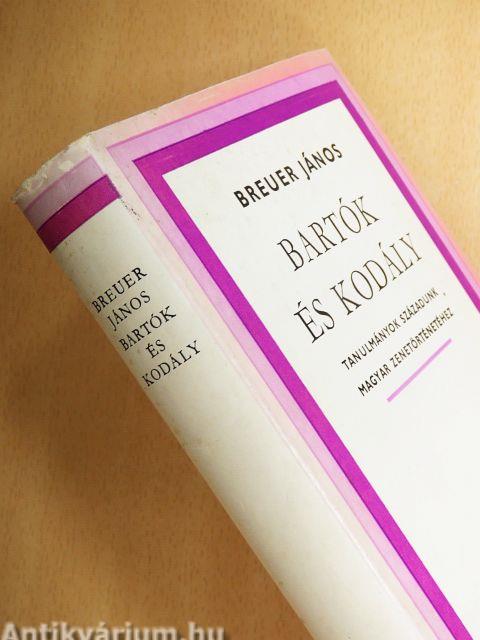 BREUER JÁNOS
BARTÓK
ÉS KODÁLY
TANULMÁNYOK SZÁZADUNK
MAGYAR ZENETÖRTÉNETÉHEZ
BREUER
JÁNOS
BARTÓK
ÉS
KODÁLY
Antikvárium.hu